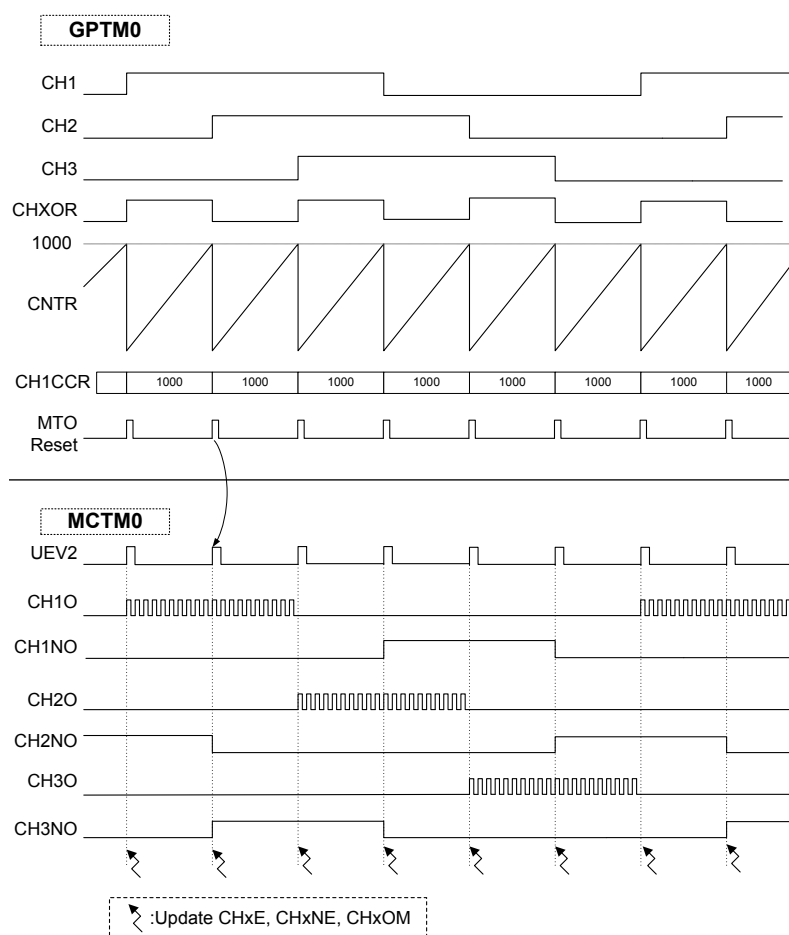 GPTM0
CH1
CH2
CH3
CHXOR
1000
CNTR
CH1CCR 1000 1000 1000 1000 1000 1000 1000 1000
MTO
Reset
MCTM0
UEV2
CH1O
CH1NO
CH2O
CH2NO
CH3O
CH3NO
:Update CHxE, CHxNE, CHxOM